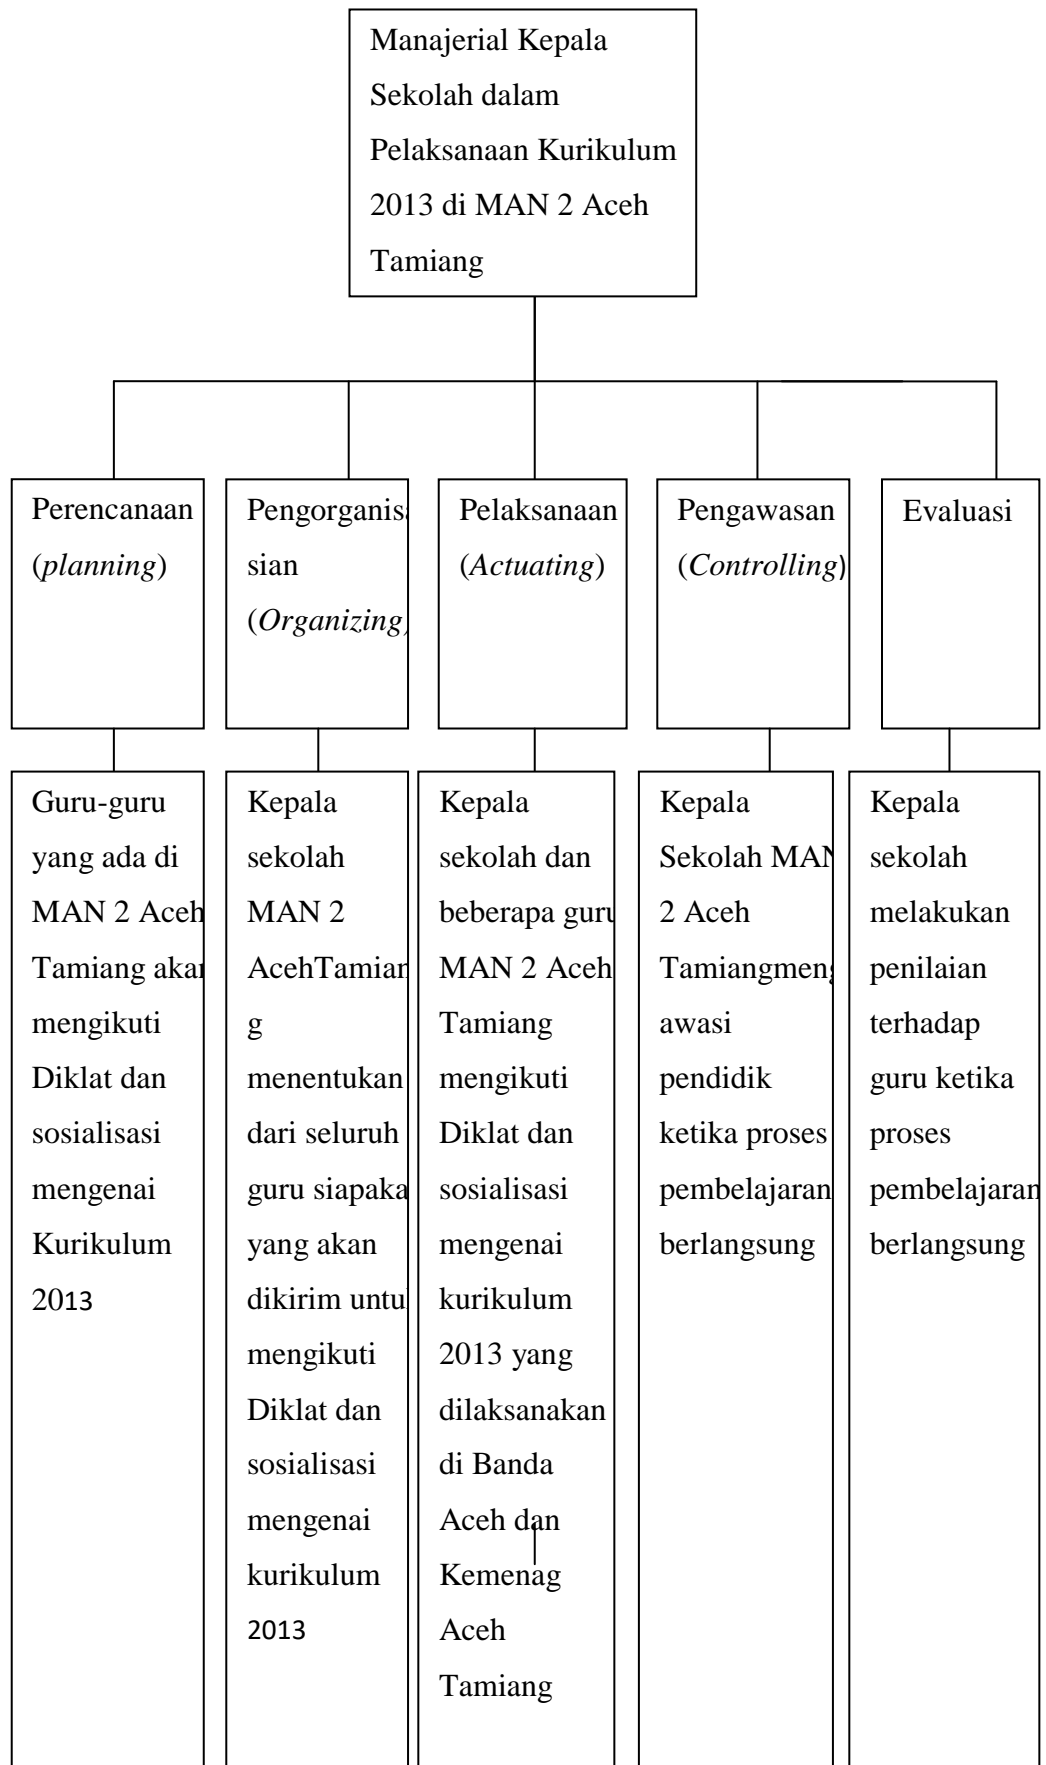 Manajerial Kepala
Sekolah dalam
Pelaksanaan Kurikulum
2013 di MAN 2 Aceh
Tamiang
Perencanaan
(planning)
Pengorganisa
sian
(Organizing)
Pelaksanaan
(Actuating)
Pengawasan
(Controlling)
Evaluasi
Guru-guru
yang ada di
MAN 2 Aceh
Tamiang akan
mengikuti
Diklat dan
sosialisasi
mengenai
Kurikulum
2013
Kepala
sekolah
MAN 2
AcehTamian
g
menentukan
dari seluruh
guru siapaka
yang akan
dikirim untu
mengikuti
Diklat dan
sosialisasi
mengenai
kurikulum
2013
Kepala
sekolah dan
beberapa guru
MAN 2 Aceh
Tamiang
mengikuti
Diklat dan
sosialisasi
mengenai
kurikulum
2013 yang
dilaksanakan
di Banda
Aceh dan
Kemenag
Aceh
Tamiang
Kepala
Sekolah MAN
2 Aceh
Tamiangmeng
awasi
pendidik
ketika proses
pembelajaran
berlangsung
Kepala
sekolah
melakukan
penilaian
terhadap
guru ketika
proses
pembelajaran
berlangsung